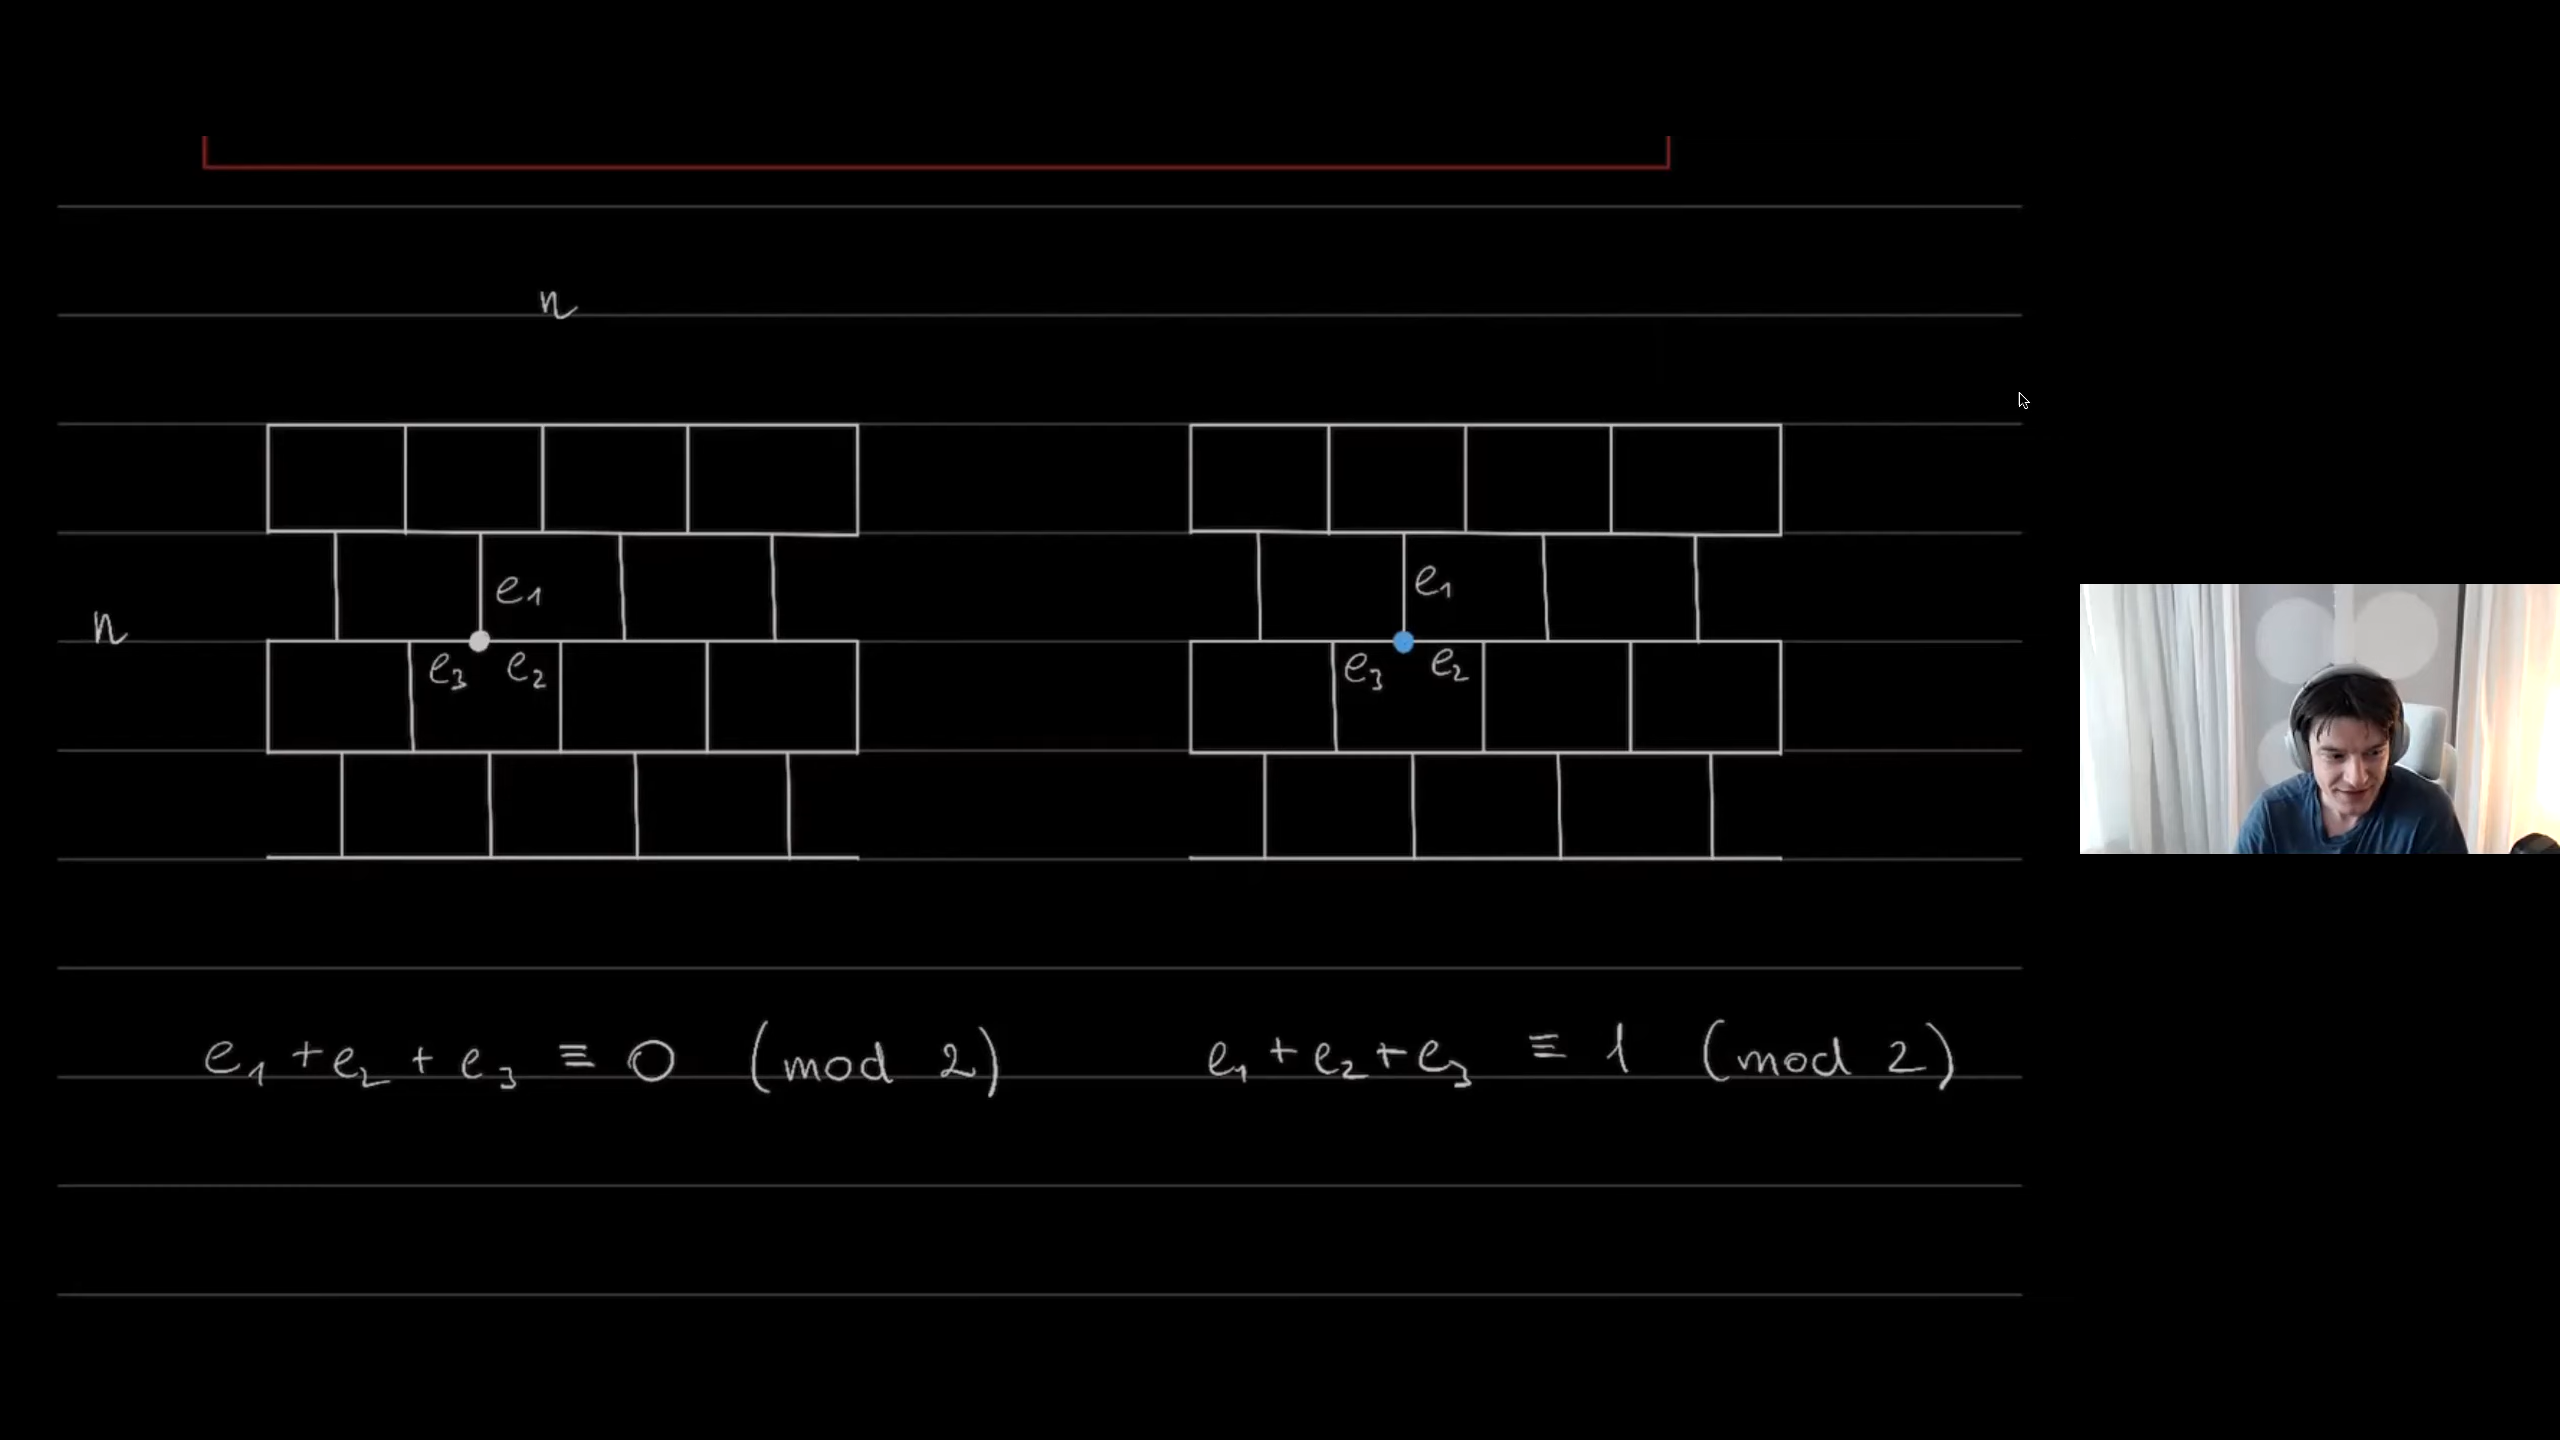 n
e₁
e₁
n
e₃ e₂
e₃ e₂
e₁ + e₂ + e₃ ≡ 0 (mod 2)
e₁ + e₂ + e₃ ≡ 1 (mod 2)